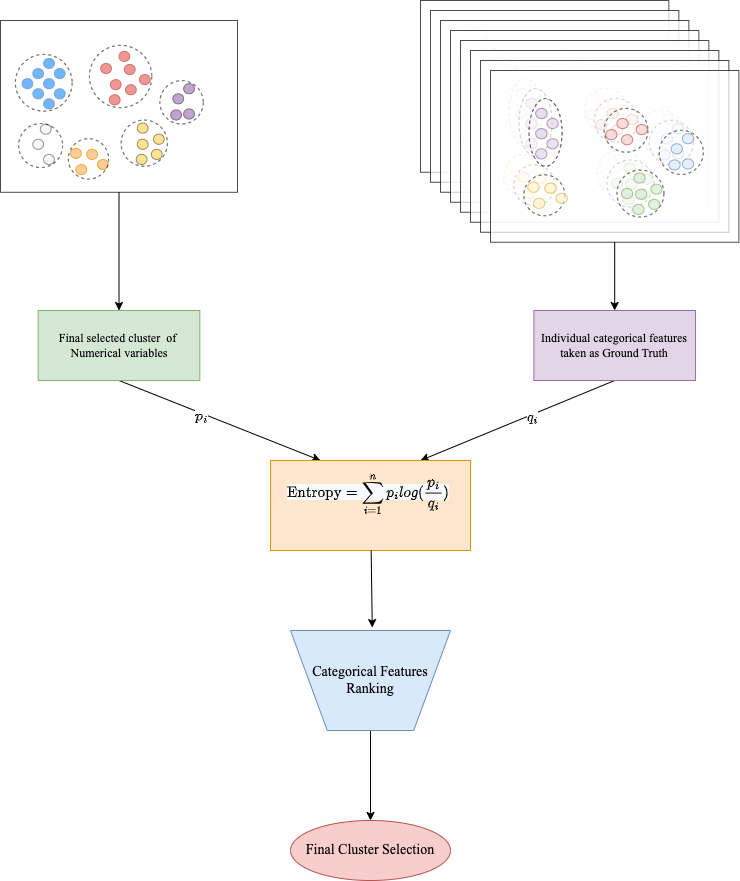 Final selected cluster of
Numerical variables
Individual categorical features
taken as Ground Truth
p_i
q_i
Entropy = \sum_{i=1}^{n} p_i log(\frac{p_i}{q_i})
Categorical Features
Ranking
Final Cluster Selection